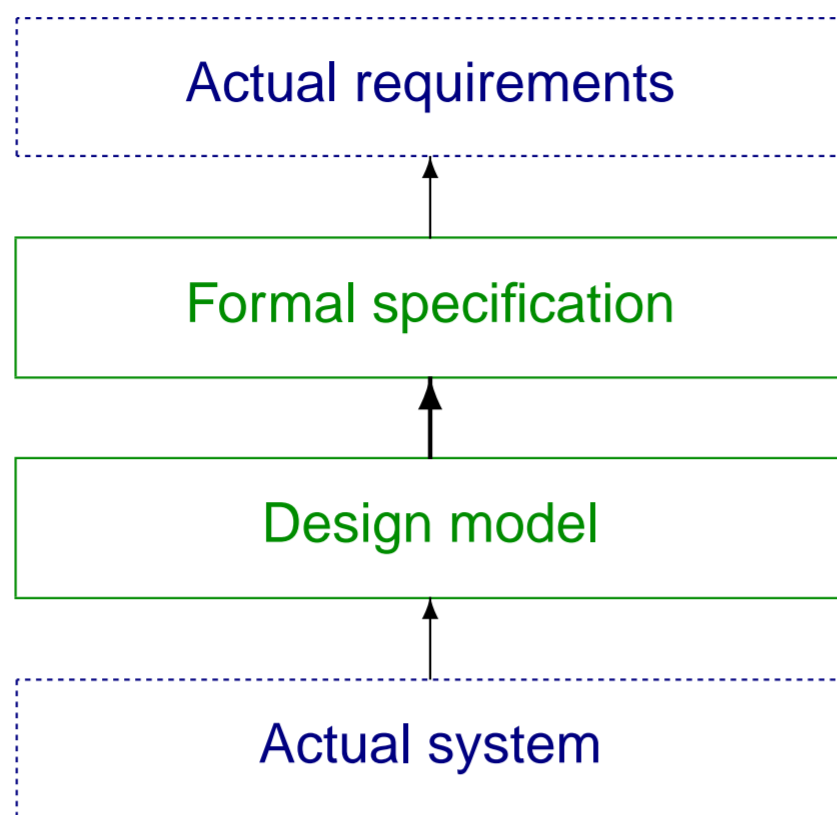 Actual requirements
Formal specification
Design model
Actual system